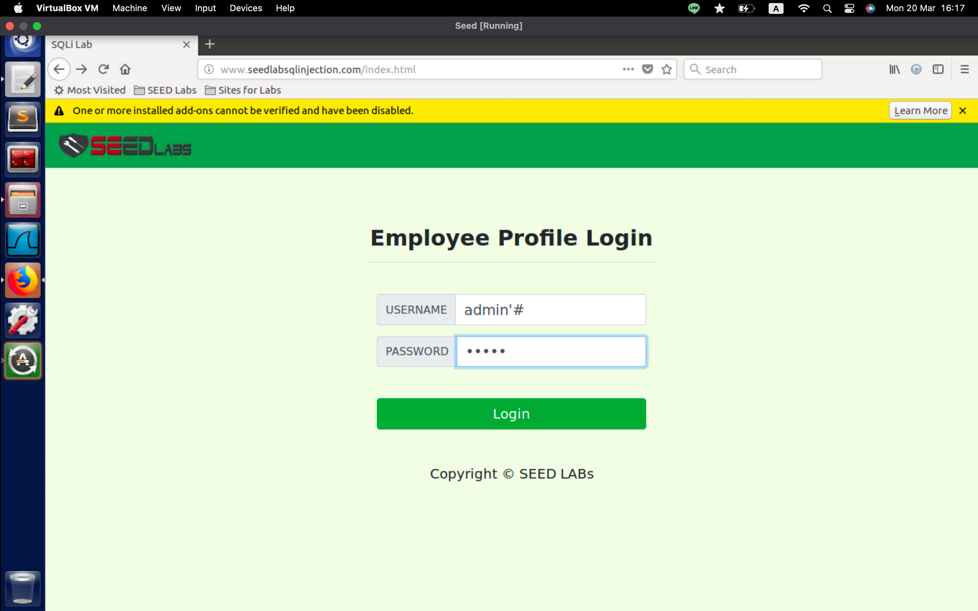 VirtualBox VM Machine View Input Devices Help A Mon 20 Mar 16:17
Seed [Running]
SQLi Lab
www.seedlabsqlinjection.com/index.html Search
Most Visited SEED Labs Sites for Labs
One or more installed add-ons cannot be verified and have been disabled. Learn More
SEEDLABS
Employee Profile Login
USERNAME admin'#
PASSWORD •••••
Login
Copyright © SEED LABs